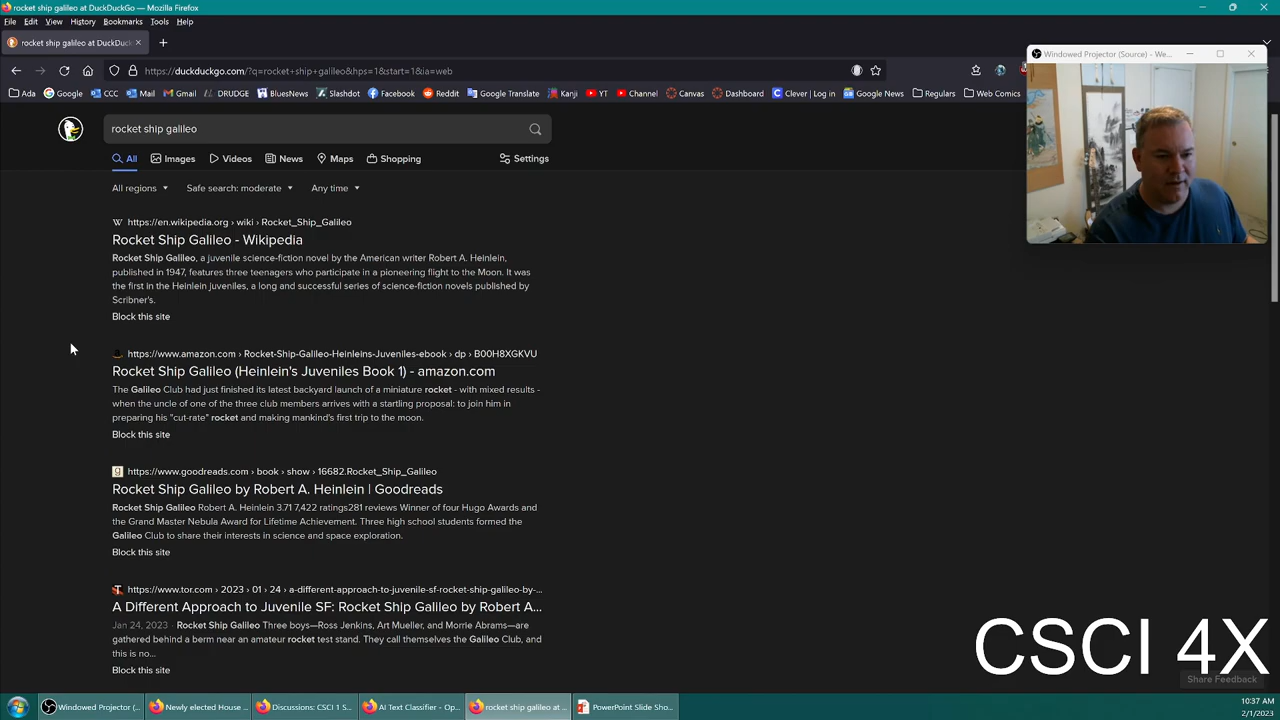 rocket ship galileo at DuckDuckGo — Mozilla Firefox
File Edit View History Bookmarks Tools Help
rocket ship galileo at DuckDuc
https://duckduckgo.com/?q=rocket+ship+galileo&hps=1&start=1&ia=web
Ada Google CCC Mail Gmail DRUDGE BluesNews Slashdot Facebook Reddit Google Translate Kanji YT Channel Canvas Dashboard Clever | Log in Google News Regulars Web Comics
Windowed Projector (Source) - We...
rocket ship galileo
All Images Videos News Maps Shopping Settings
All regions Safe search: moderate Any time
https://en.wikipedia.org › wiki › Rocket_Ship_Galileo
Rocket Ship Galileo - Wikipedia
Rocket Ship Galileo, a juvenile science-fiction novel by the American writer Robert A. Heinlein,
published in 1947, features three teenagers who participate in a pioneering flight to the Moon. It was
the first in the Heinlein juveniles, a long and successful series of science-fiction novels published by
Scribner's.
Block this site
https://www.amazon.com › Rocket-Ship-Galileo-Heinleins-Juveniles-ebook › dp › B00H8XGKVU
Rocket Ship Galileo (Heinlein's Juveniles Book 1) - amazon.com
The Galileo Club had just finished its latest backyard launch of a miniature rocket - with mixed results -
when the uncle of one of the three club members arrives with a startling proposal: to join him in
preparing his "cut-rate" rocket and making mankind's first trip to the moon.
Block this site
https://www.goodreads.com › book › show › 16682.Rocket_Ship_Galileo
Rocket Ship Galileo by Robert A. Heinlein | Goodreads
Rocket Ship Galileo Robert A. Heinlein 3.71 7,422 ratings281 reviews Winner of four Hugo Awards and
the Grand Master Nebula Award for Lifetime Achievement. Three high school students formed the
Galileo Club to share their interests in science and space exploration.
Block this site
https://www.tor.com › 2023 › 01 › 24 › a-different-approach-to-juvenile-sf-rocket-ship-galileo-by-...
A Different Approach to Juvenile SF: Rocket Ship Galileo by Robert A...
Jan 24, 2023 · Rocket Ship Galileo Three boys—Ross Jenkins, Art Mueller, and Morrie Abrams—are
gathered behind a berm near an amateur rocket test stand. They call themselves the Galileo Club, and
this is no...
Block this site
CSCI 4X
Share Feedback
Windowed Projector (... Newly elected House ... Discussions: CSCI 1 S... AI Text Classifier - Op... rocket ship galileo at ... PowerPoint Slide Sho...
10:37 AM
2/1/2023